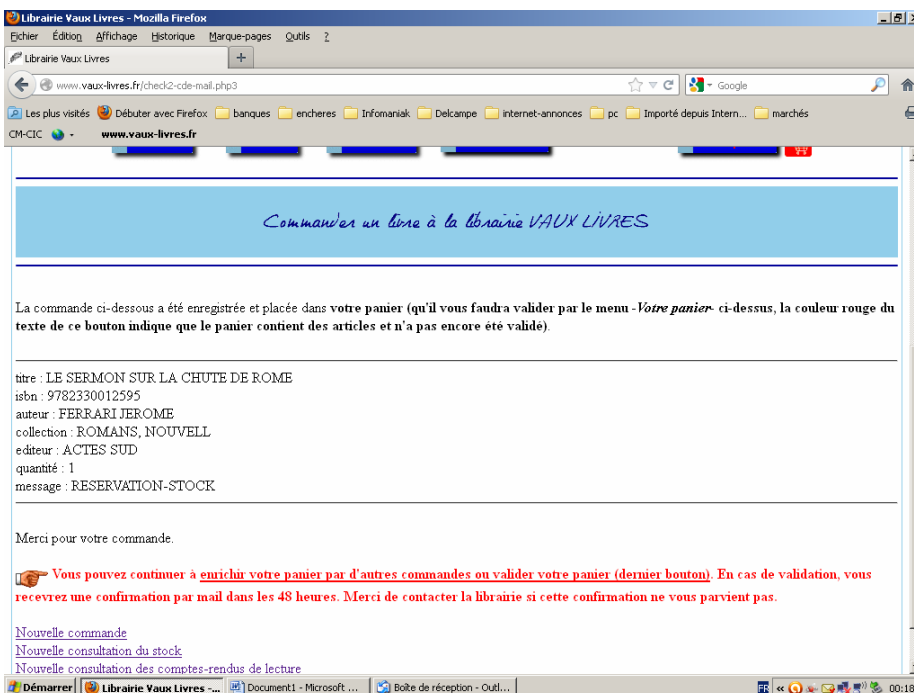 Librairie Vaux Livres - Mozilla Firefox
Fichier Édition Affichage Historique Marque-pages Outils ?
Librairie Vaux Livres +
www.vaux-livres.fr/check2-cde-mail.php3 Google
Les plus visités Débuter avec Firefox banques encheres Infomaniak Delcampe internet-annonces pc Importé depuis Intern... marchés
CM-CIC www.vaux-livres.fr
Commander un livre à la librairie VAUX LIVRES
La commande ci-dessous a été enregistrée et placée dans votre panier (qu'il vous faudra valider par le menu -Votre panier- ci-dessus, la couleur rouge du
texte de ce bouton indique que le panier contient des articles et n'a pas encore été validé).
titre : LE SERMON SUR LA CHUTE DE ROME
isbn : 9782330012595
auteur : FERRARI JEROME
collection : ROMANS, NOUVELL
editeur : ACTES SUD
quantité : 1
message : RESERVATION-STOCK
Merci pour votre commande.
Vous pouvez continuer à enrichir votre panier par d'autres commandes ou valider votre panier (dernier bouton). En cas de validation, vous
recevrez une confirmation par mail dans les 48 heures. Merci de contacter la librairie si cette confirmation ne vous parvient pas.
Nouvelle commande
Nouvelle consultation du stock
Nouvelle consultation des comptes-rendus de lecture
Démarrer Librairie Vaux Livres -... Document1 - Microsoft ... Boîte de réception - Outl... FR « 00:18